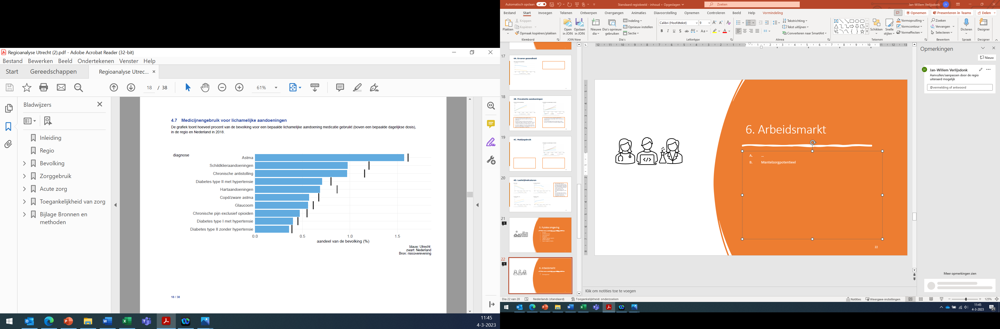 Regioanalyse Utrecht (2).pdf - Adobe Acrobat Reader (32-bit)
Bestand Bewerken Beeld Ondertekenen Venster Help
Start Gereedschappen Regioanalyse Utrec...
18 / 38 61%
Bladwijzers
Inleiding
Regio
Bevolking
Zorggebruik
Acute zorg
Toegankelijkheid van zorg
Bijlage Bronnen en
methoden
4.7 Medicijnengebruik voor lichamelijke aandoeningen
De grafiek toont hoeveel procent van de bevolking voor een bepaalde lichamelijke aandoening medicatie gebruikt (boven een bepaalde dagelijkse dosis),
in de regio en Nederland in 2018.
diagnose
Astma
Schildklieraandoeningen
Chronische antistolling
Diabetes type II met hypertensie
Hartaandoeningen
Copd/zware astma
Glaucoom
Chronische pijn exclusief opioiden
Diabetes type I met hypertensie
Diabetes type II zonder hypertensie
0.0 0.5 1.0 1.5
aandeel van de bevolking (%)
blauw: Utrecht
zwart: Nederland
Bron: risicoverevening
18 / 38
11:45
4-3-2023
Automatisch opslaan Standaard regiobeeld - inhoud • Opgeslagen Zoeken Jan-Willem Verlijsdonk JV
Bestand Start Invoegen Tekenen Ontwerpen Overgangen Animaties Diavoorstelling Opnemen Controleren Beeld Help Vormindeling Opnemen Presenteren in Teams Delen
Plakken Knippen
Kopiëren
Opmaak kopiëren/plakken
Klembord
Open
in JOIN
Opslaan
in JOIN
JOIN Now
Nieuwe
dia
Dia's opnieuw
gebruiken
Indeling
Opnieuw instellen
Sectie
Dia's
Calibri (Hoofdtekst) 9
Lettertype
Tekstrichting
Tekst uitlijnen
Converteren naar SmartArt
Alinea
Schikken
Snelle
stijlen
Vormopvulling
Vormcontour
Vormeffecten
Tekenen
Zoeken
Vervangen
Selecteren
Bewerken
Dicteren
Spraak
Designer
Designer
17
4A. Ervaren gezondheid
18
4B. Prevalentie aandoeningen
19
4C. Medijngebruik
20
4D. Leefstijlindicatoren
21
5. Fysieke omgeving
22
6. Arbeidsmarkt
6. Arbeidsmarkt
A. ...
B. Mantelzorgpotentieel
22
Klik om notities toe te voegen
Opmerkingen
Nieuw
JV Jan-Willem Verlijsdonk
Aanvullen/aanpassen door de regio
uiteraard mogelijk
@vermelding of antwoord
Meer opmerkingen zien
Dia 22 van 28 Nederlands (standaard) Toegankelijkheid: onderzoeken Notities Weergave-instellingen 125%
11:45
4-3-2023
21